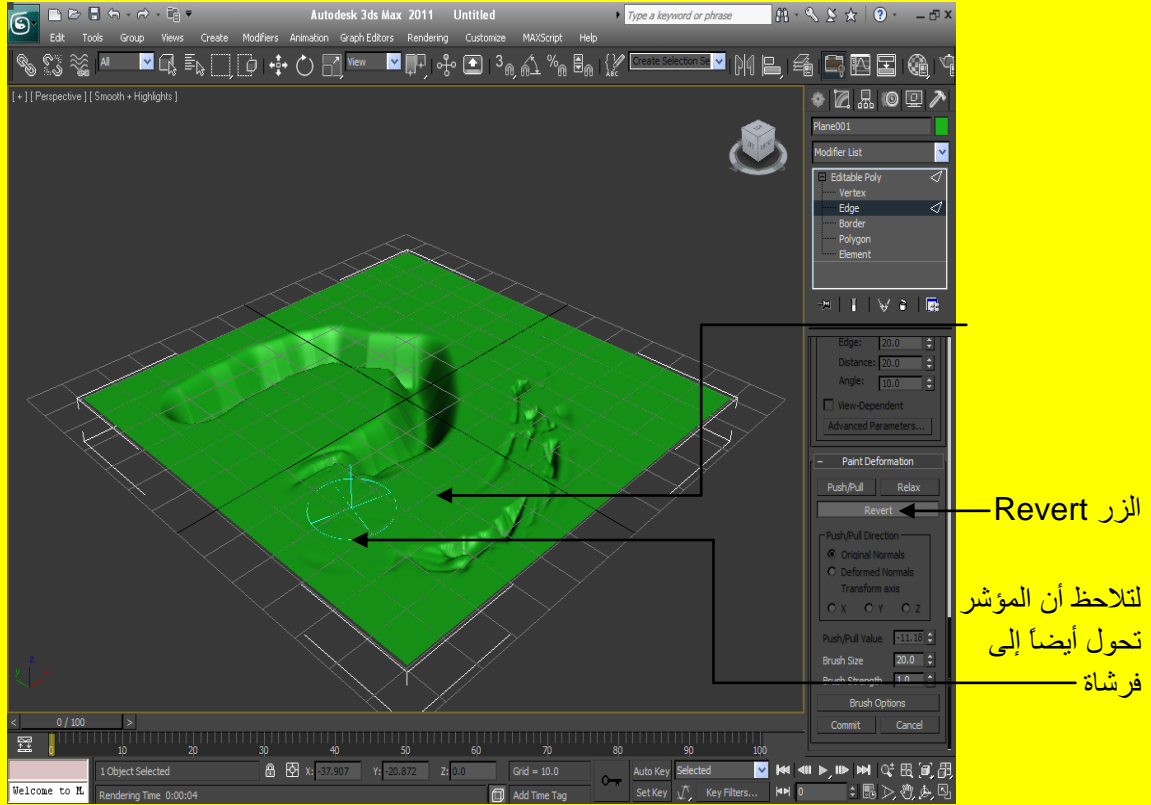 Autodesk 3ds Max 2011 Untitled
Type a keyword or phrase
Edit Tools Group Views Create Modifiers Animation Graph Editors Rendering Customize MAXScript Help
All
View
Create Selection Se
[ + ] [ Perspective ] [ Smooth + Highlights ]
Plane001
Modifier List
Editable Poly
Vertex
Edge
Border
Polygon
Element
Edge: 20.0
Distance: 20.0
Angle: 10.0
View-Dependent
Advanced Parameters...
Paint Deformation
Push/Pull Relax
Revert
الزر Revert
Push/Pull Direction
Original Normals
Deformed Normals
Transform axis
X Y Z
لتلاحظ أن المؤشر
تحول أيضاً إلى
فرشاة
Push/Pull Value -11.18
Brush Size 20.0
Brush Strength 1.0
Brush Options
Commit Cancel
z
y
0 / 100
0 10 20 30 40 50 60 70 80 90 100
1 Object Selected X: -37.907 Y: -20.872 Z: 0.0 Grid = 10.0 Auto Key Selected
Welcome to M Rendering Time 0:00:04 Add Time Tag Set Key Key Filters... 0